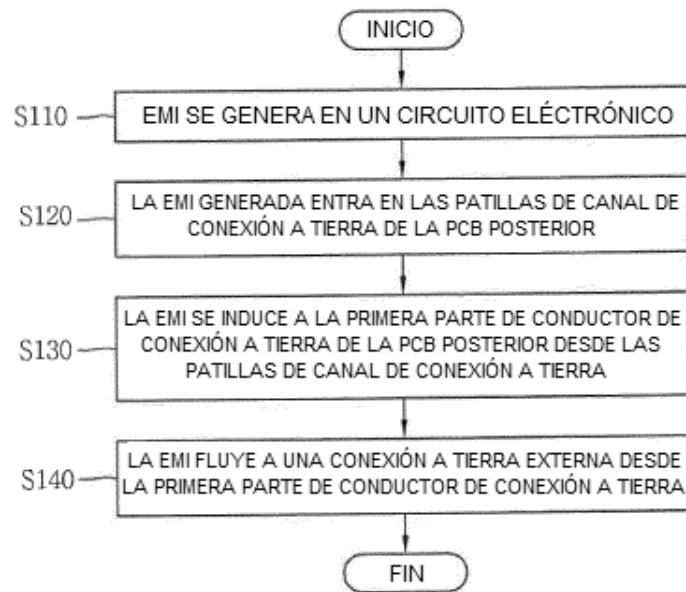 INICIO
S110
EMI SE GENERA EN UN CIRCUITO ELÉCTRÓNICO
S120
LA EMI GENERADA ENTRA EN LAS PATILLAS DE CANAL DE
CONEXIÓN A TIERRA DE LA PCB POSTERIOR
S130
LA EMI SE INDUCE A LA PRIMERA PARTE DE CONDUCTOR DE
CONEXIÓN A TIERRA DE LA PCB POSTERIOR DESDE LAS
PATILLAS DE CANAL DE CONEXIÓN A TIERRA
S140
LA EMI FLUYE A UNA CONEXIÓN A TIERRA EXTERNA DESDE
LA PRIMERA PARTE DE CONDUCTOR DE CONEXIÓN A TIERRA
FIN